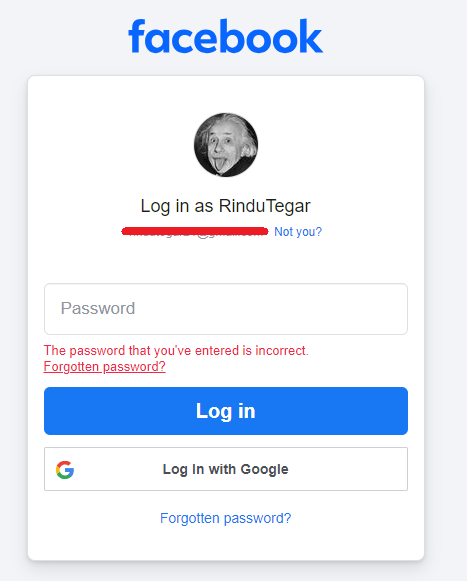 facebook
Log in as RinduTegar
Not you?
Password
The password that you've entered is incorrect.
Forgotten password?
Log in
Log In with Google
Forgotten password?